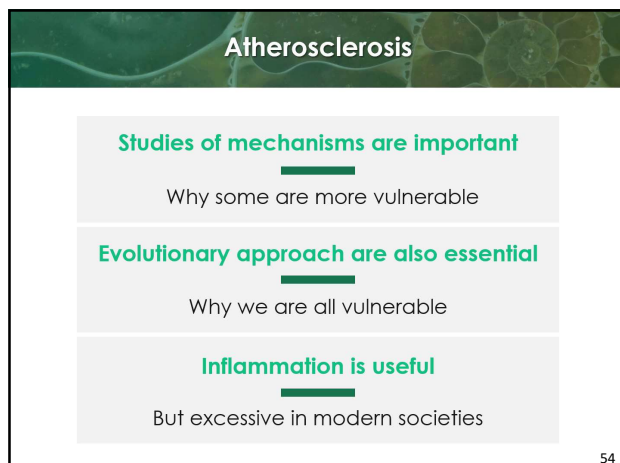 Atherosclerosis
Studies of mechanisms are important
Why some are more vulnerable
Evolutionary approach are also essential
Why we are all vulnerable
Inflammation is useful
But excessive in modern societies
54